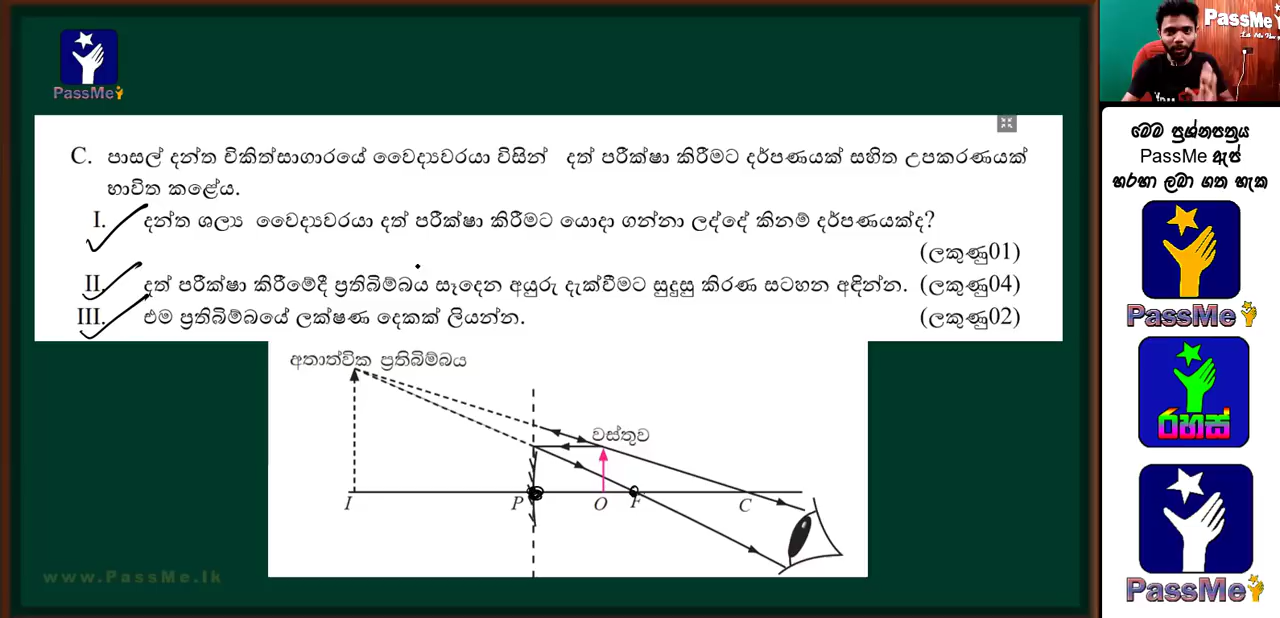 PassMe
PassMe
C. පාසල් දන්ත චිකිත්සාගාරයේ වෛද්‍යවරයා විසින් දත් පරීක්ෂා කිරීමට දර්පණයක් සහිත උපකරණයක්
භාවිත කළේය.
I. දන්ත ශල්‍ය වෛද්‍යවරයා දත් පරීක්ෂා කිරීමට යොදා ගන්නා ලද්දේ කිනම් දර්පණයක්ද?
(ලකුණු01)
II. දත් පරීක්ෂා කිරීමේදී ප්‍රතිබිම්බය සෑදෙන අයුරු දැක්වීමට සුදුසු කිරණ සටහන අඳින්න. (ලකුණු04)
III. එම ප්‍රතිබිම්බයේ ලක්ෂණ දෙකක් ලියන්න. (ලකුණු02)
අතාත්වික ප්‍රතිබිම්බය
වස්තුව
I P O F C
www.PassMe.lk
මෙම ප්‍රශ්නපත්‍රය
PassMe ඇප්
හරහා ලබා ගත හැක
PassMe
රහස්
PassMe